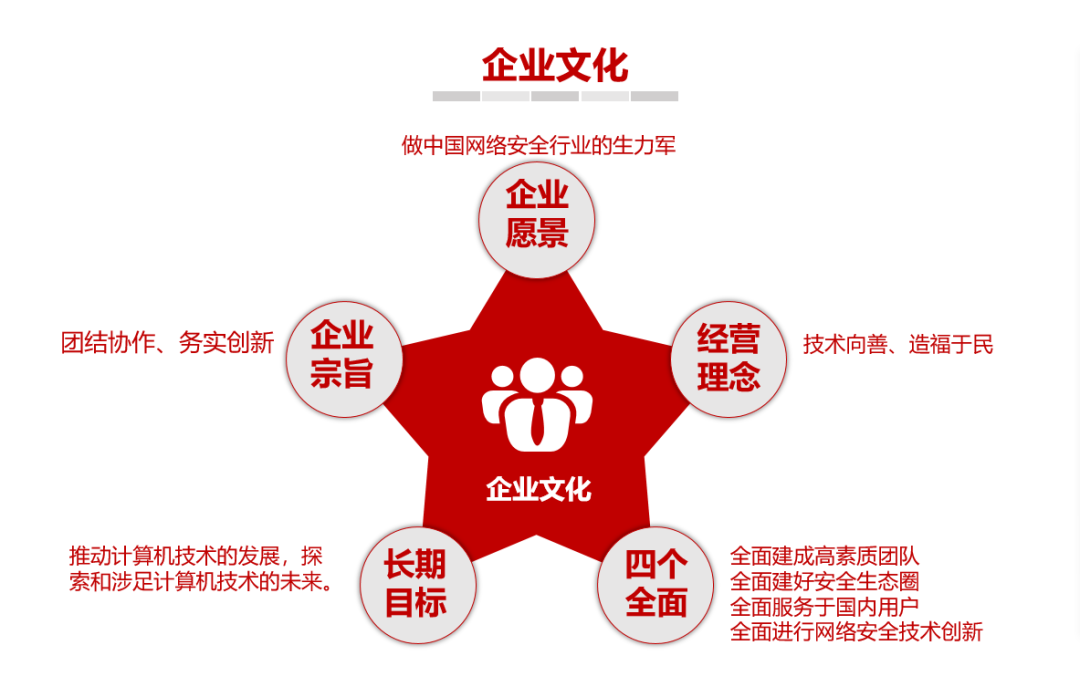 企业文化
做中国网络安全行业的生力军
企业
愿景
团结协作、务实创新
企业
宗旨
经营
理念
技术向善、造福于民
企业文化
推动计算机技术的发展，探
索和涉足计算机技术的未来。
长期
目标
四个
全面
全面建成高素质团队
全面建好安全生态圈
全面服务于国内用户
全面进行网络安全技术创新